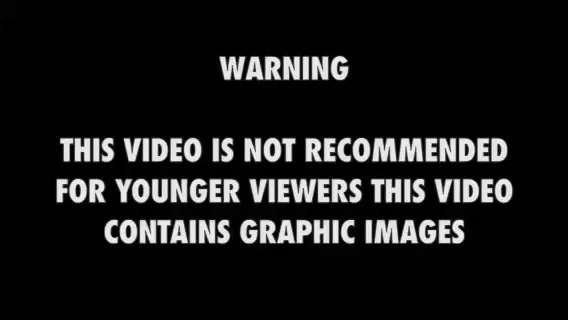 WARNING
THIS VIDEO IS NOT RECOMMENDED
FOR YOUNGER VIEWERS THIS VIDEO
CONTAINS GRAPHIC IMAGES